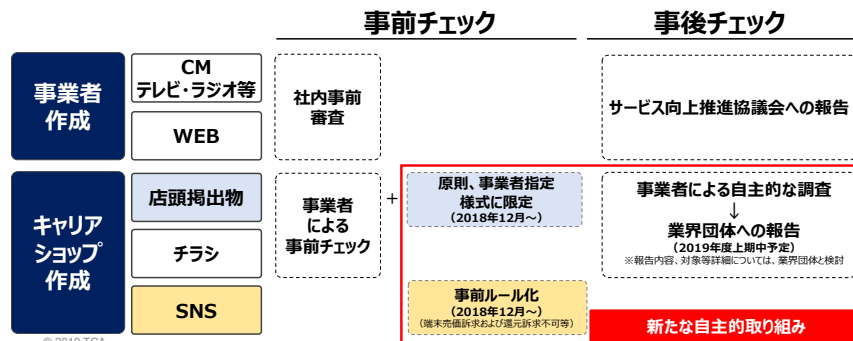 事前チェック
事後チェック
事業者
作成
CM
テレビ・ラジオ等
WEB
社内事前
審査
サービス向上推進協議会への報告
キャリア
ショップ
作成
店頭掲出物
チラシ
SNS
事業者
による
事前チェック
+
原則、事業者指定
様式に限定
(2018年12月～)
事前ルール化
(2018年12月～)
(端末売価訴求および還元訴求不可等)
事業者による自主的な調査
↓
業界団体への報告
(2019年度上期中予定)
※報告内容、対象等詳細については、業界団体と検討
新たな自主的取り組み
© 2019 TCA